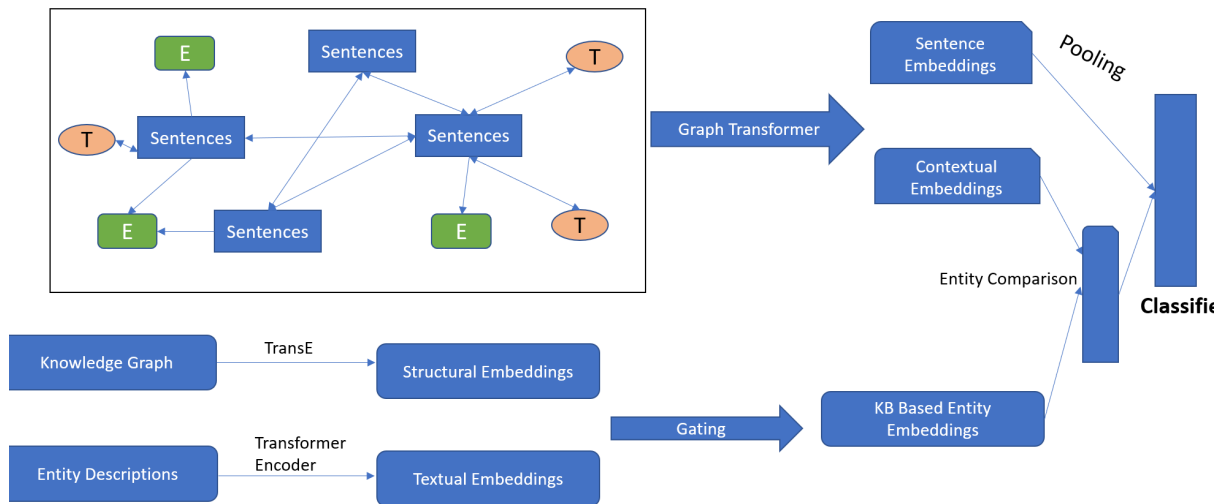 E
Sentences
T
T
Sentences
Sentences
E
Sentences
E
T
Graph Transformer
Sentence
Embeddings
Pooling
Contextual
Embeddings
Entity Comparison
Classifie
Knowledge Graph
TransE
Structural Embeddings
Entity Descriptions
Transformer
Encoder
Textual Embeddings
Gating
KB Based Entity
Embeddings